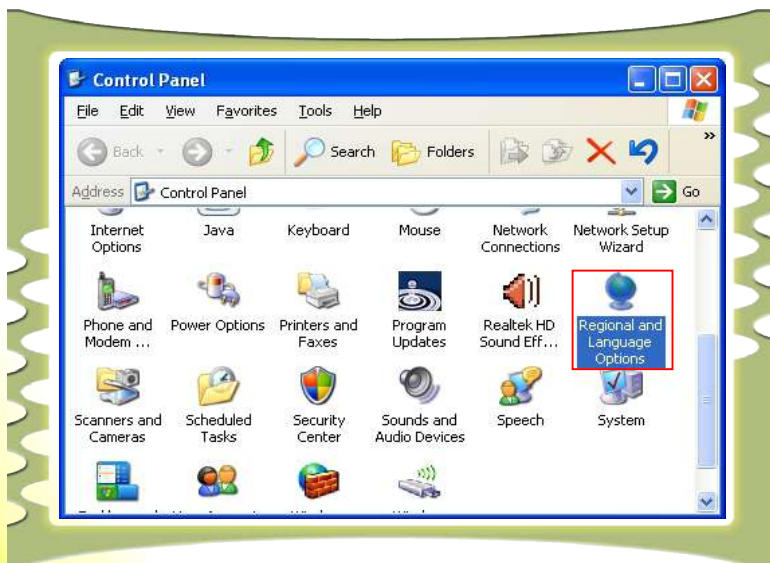 Control Panel
File Edit View Favorites Tools Help
Back Search Folders »
Address Control Panel Go
Internet Java Keyboard Mouse Network Network Setup
Options Connections Wizard
Phone and Power Options Printers and Program Realtek HD Regional and
Modem ... Faxes Updates Sound Eff... Language
Options
Scanners and Scheduled Security Sounds and Speech System
Cameras Tasks Center Audio Devices